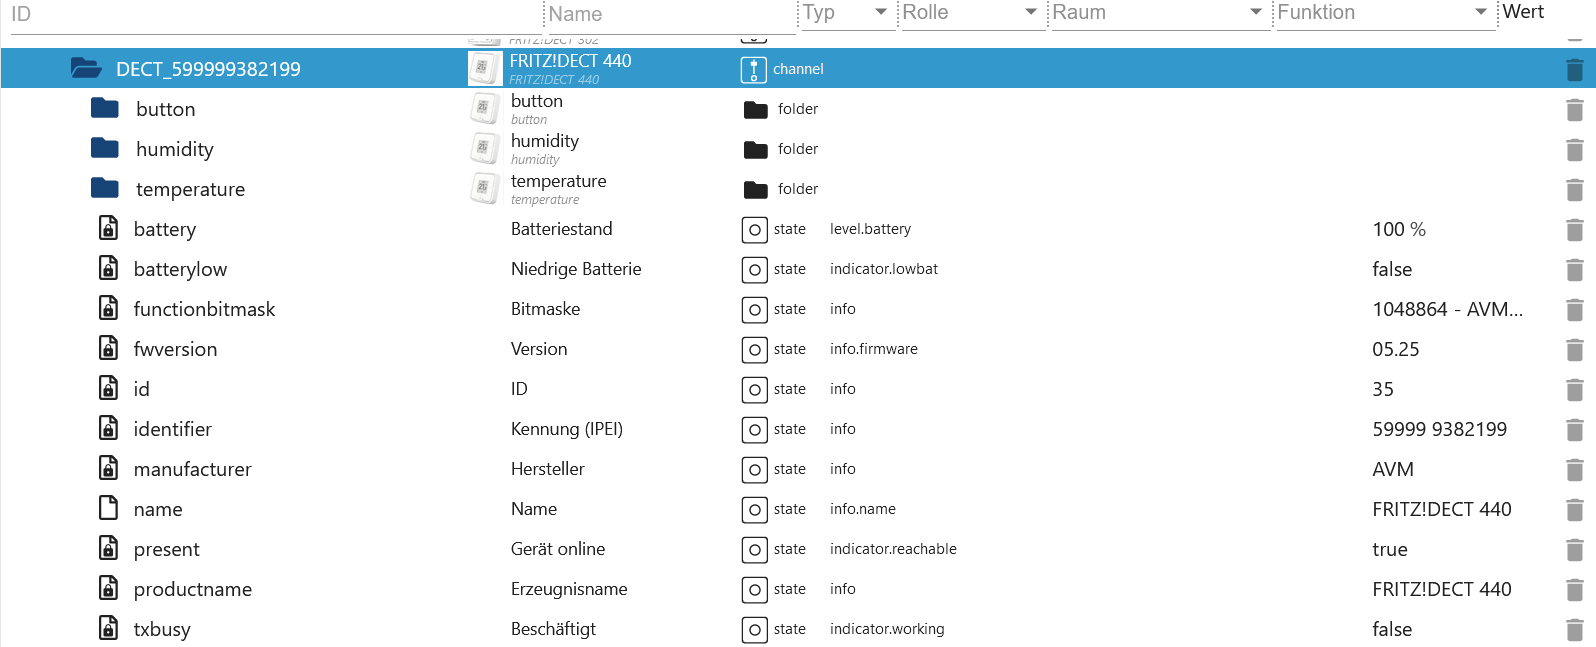 ID Name Typ Rolle Raum Funktion Wert
FRITZ!DECT 302
DECT_599999382199 FRITZ!DECT 440 channel
FRITZ!DECT 440
button button folder
button
humidity humidity folder
humidity
temperature temperature folder
temperature
battery Batteriestand state level.battery 100 %
batterylow Niedrige Batterie state indicator.lowbat false
functionbitmask Bitmaske state info 1048864 - AVM...
fwversion Version state info.firmware 05.25
id ID state info 35
identifier Kennung (IPEI) state info 59999 9382199
manufacturer Hersteller state info AVM
name Name state info.name FRITZ!DECT 440
present Gerät online state indicator.reachable true
productname Erzeugnisname state info FRITZ!DECT 440
txbusy Beschäftigt state indicator.working false